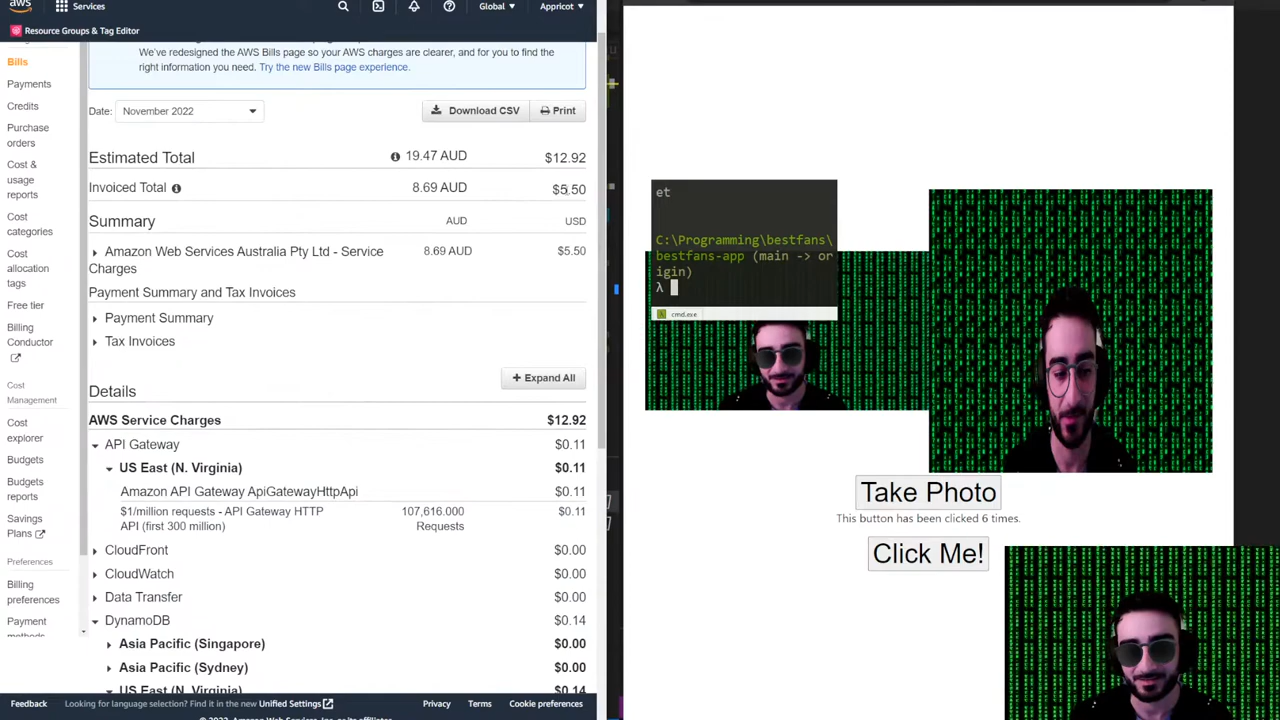 aws
Services
Global
Appricot
Resource Groups & Tag Editor
We've redesigned the AWS Bills page so your AWS charges are clearer, and for you to find the
right information you need. Try the new Bills page experience.
Bills
Payments
Credits
Purchase
orders
Cost &
usage
reports
Cost
categories
Cost
allocation
tags
Free tier
Billing
Conductor
Cost
Management
Cost
explorer
Budgets
Budgets
reports
Savings
Plans
Preferences
Billing
preferences
Payment
methods
Date: November 2022
Download CSV
Print
Estimated Total 19.47 AUD $12.92
Invoiced Total 8.69 AUD $5.50
Summary AUD USD
Amazon Web Services Australia Pty Ltd - Service 8.69 AUD $5.50
Charges
Payment Summary and Tax Invoices
Payment Summary
Tax Invoices
Details
Expand All
AWS Service Charges $12.92
API Gateway $0.11
US East (N. Virginia) $0.11
Amazon API Gateway ApiGatewayHttpApi $0.11
$1/million requests - API Gateway HTTP 107,616.000 $0.11
API (first 300 million) Requests
CloudFront $0.00
CloudWatch $0.00
Data Transfer $0.00
DynamoDB $0.14
Asia Pacific (Singapore) $0.00
Asia Pacific (Sydney) $0.00
US East (N. Virginia) $0.14
Feedback
Looking for language selection? Find it in the new Unified Settings
Privacy
Terms
Cookie preferences
et
C:\Programming\bestfans\
bestfans-app (main -> or
igin)
λ
cmd.exe
Take Photo
This button has been clicked 6 times.
Click Me!